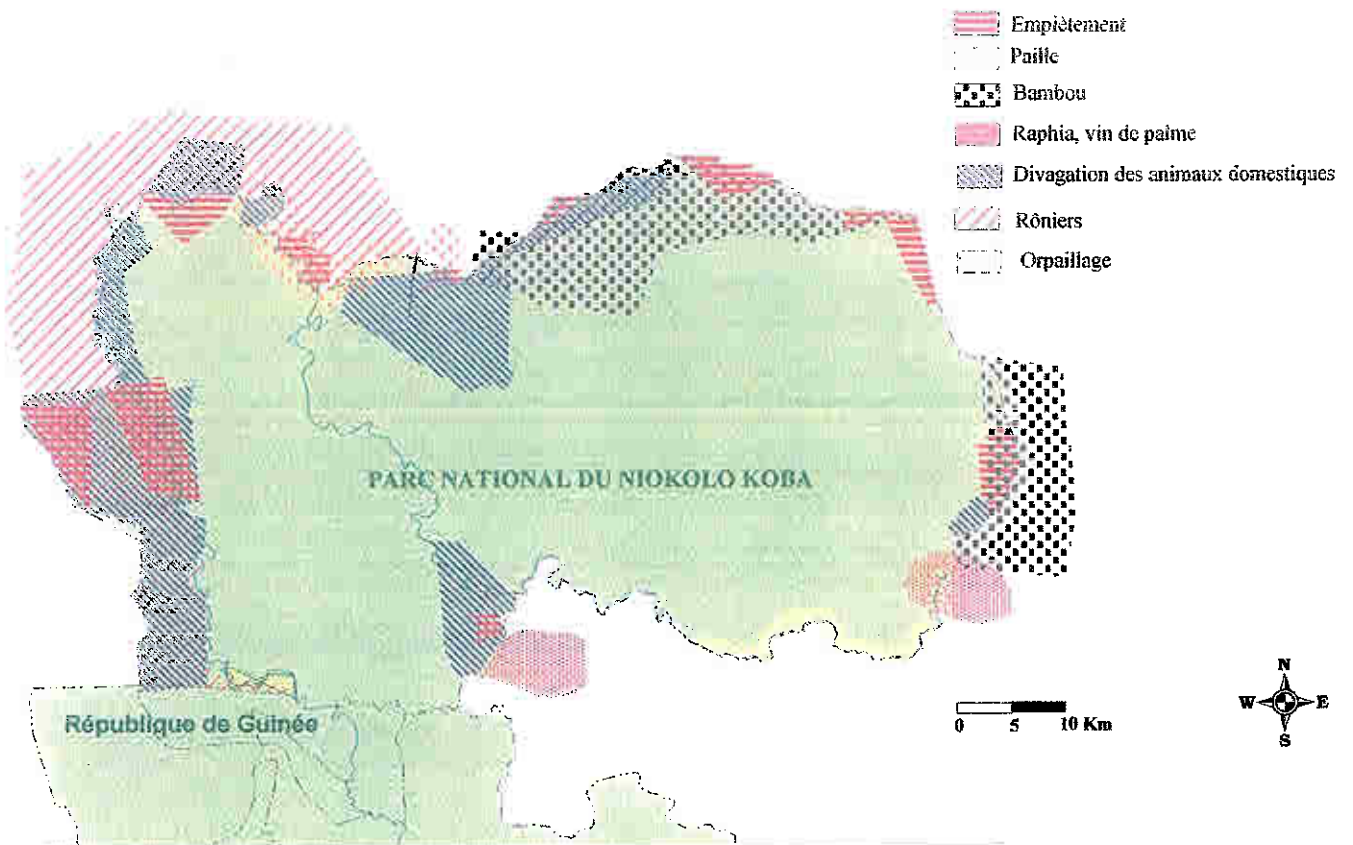 Empiètement
Paille
Bambou
Raphia, vin de palme
Divagation des animaux domestiques
Rôniers
Orpaillage
PARC NATIONAL DU NIOKOLO KOBA
République de Guinée
N
W E
S
0 5 10 Km